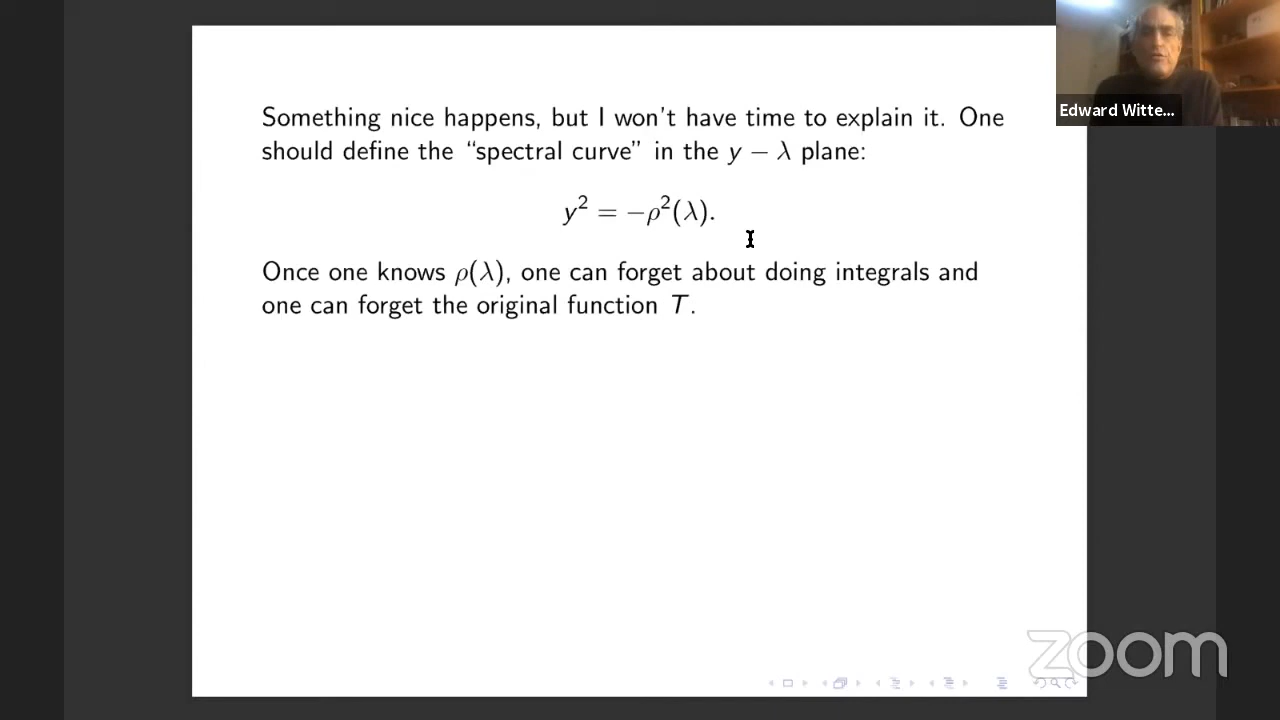 Something nice happens, but I won't have time to explain it. One
should define the “spectral curve” in the y − λ plane:
y² = −ρ²(λ).
Once one knows ρ(λ), one can forget about doing integrals and
one can forget the original function T.
Edward Witte...
zoom